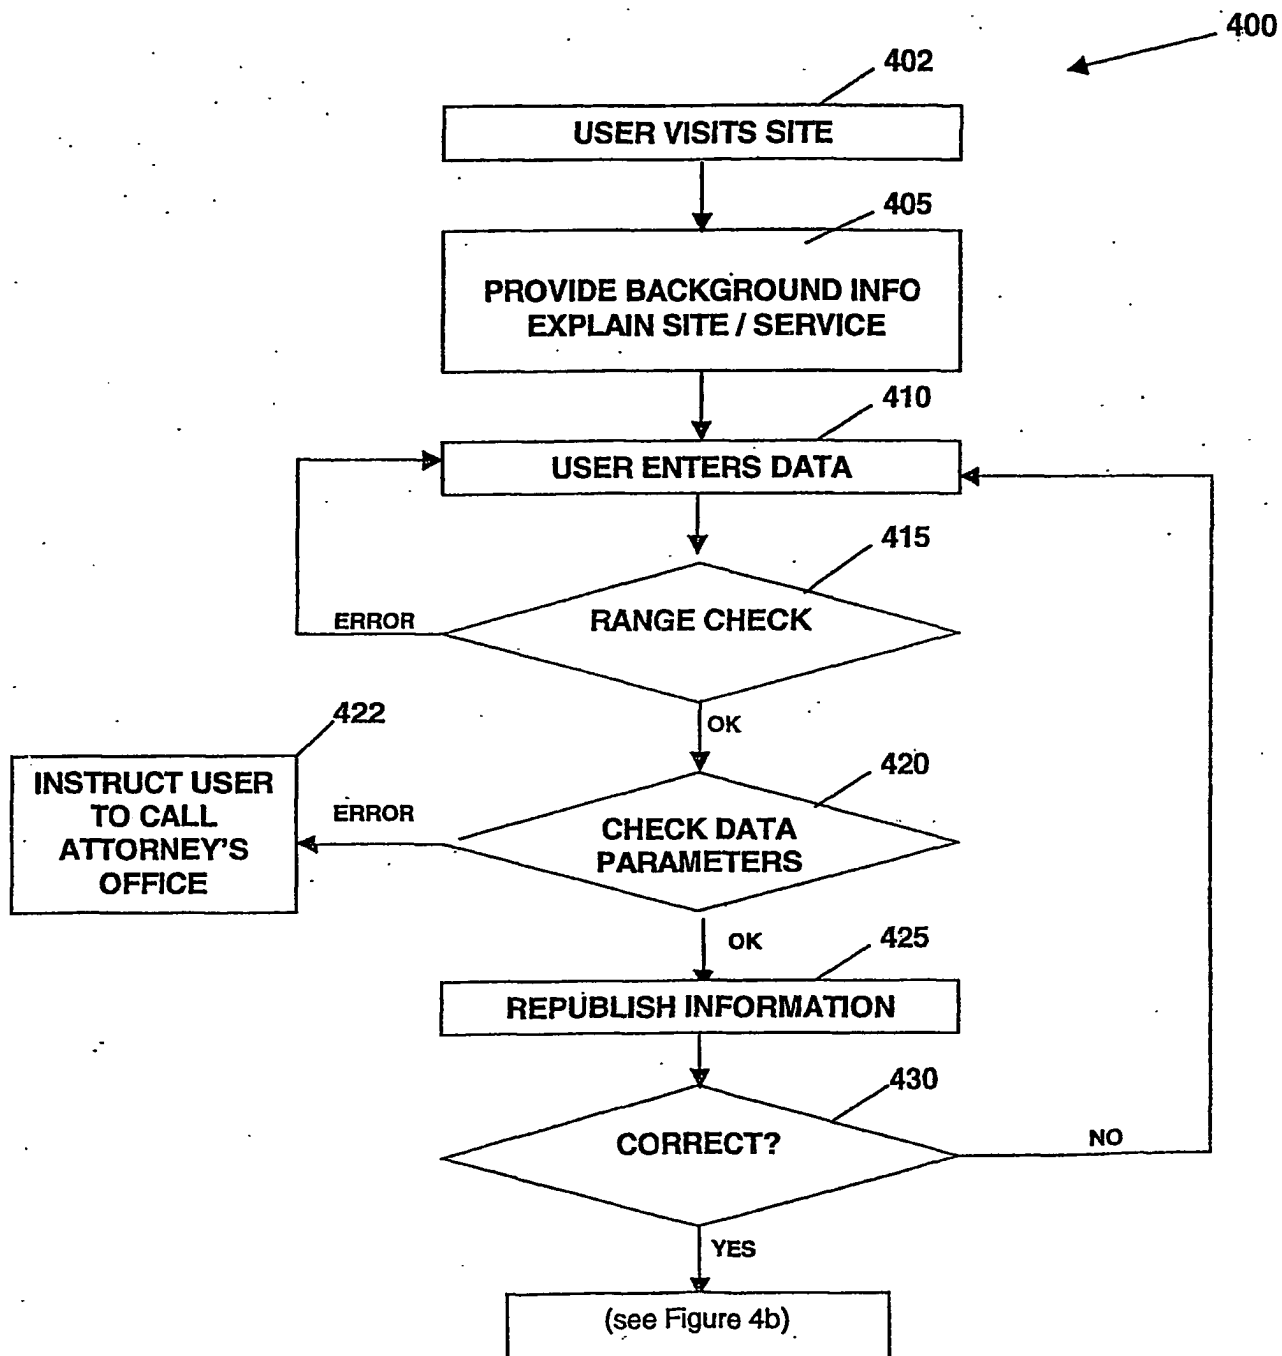 400
402
USER VISITS SITE
405
PROVIDE BACKGROUND INFO
EXPLAIN SITE / SERVICE
410
USER ENTERS DATA
415
RANGE CHECK
ERROR
OK
422
INSTRUCT USER
TO CALL
ATTORNEY'S
OFFICE
ERROR
420
CHECK DATA
PARAMETERS
OK
425
REPUBLISH INFORMATION
430
CORRECT?
NO
YES
(see Figure 4b)